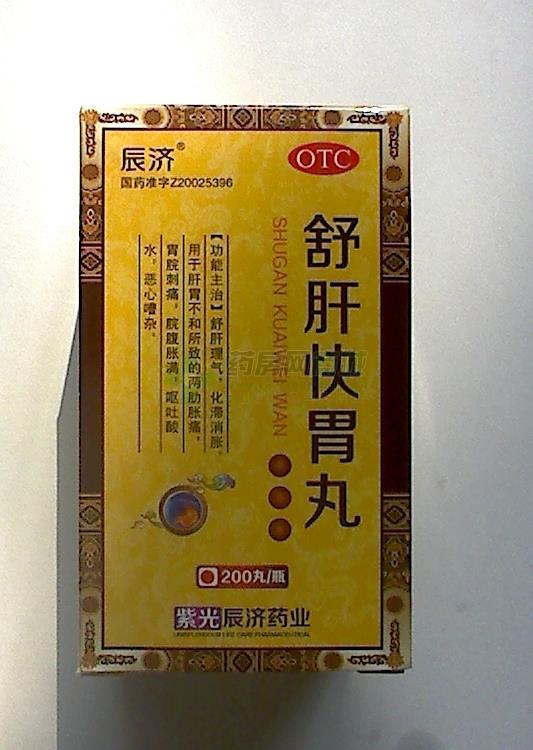 辰济®
国药准字Z20025396
OTC
舒肝快胃丸
SHUGAN KUAIWEI WAN
【功能主治】舒肝理气，化滞消胀。
用于肝胃不和所致的两肋胀痛，
胃脘刺痛，脘腹胀满，呕吐酸
水，恶心嘈杂。
200丸/瓶
紫光辰济药业
UNISPLENDOUR LIFE CARE PHARMACEUTICAL